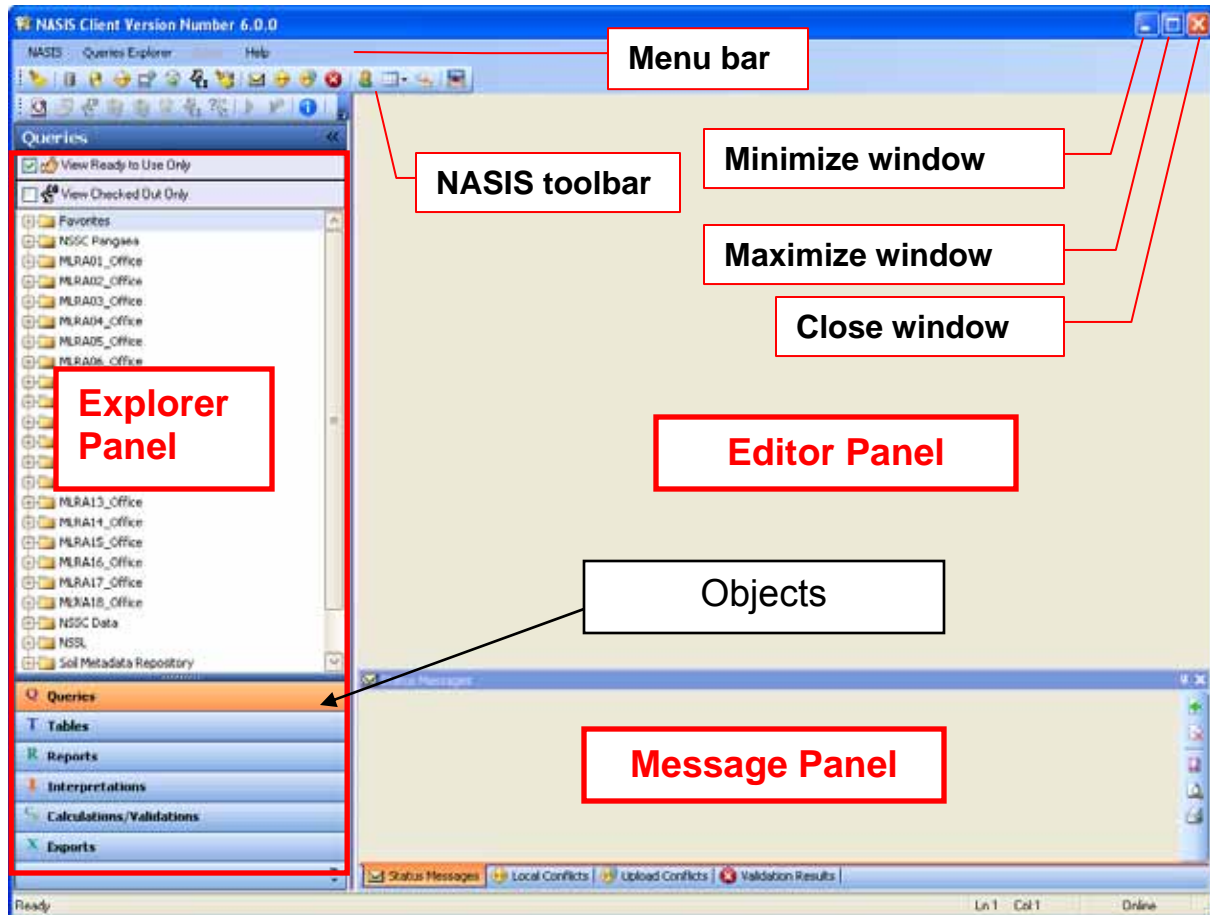 NASIS Client Version Number 6.0.0
NASIS Queries Explorer Help
Menu bar
Queries
View Ready to Use Only
View Checked Out Only
NASIS toolbar
Minimize window
Maximize window
Close window
Favorites
NSSC Pangaea
MLRA01_Office
MLRA02_Office
MLRA03_Office
MLRA04_Office
MLRA05_Office
MLRA06_Office
Explorer
Panel
Editor Panel
MLRA13_Office
MLRA14_Office
MLRA15_Office
MLRA16_Office
MLRA17_Office
MLRA18_Office
NSSC Data
NSSL
Soil Metadata Repository
Objects
Q Queries
T Tables
R Reports
I Interpretations
Calculations/Validations
X Exports
Status Messages
Message Panel
Status Messages Local Conflicts Upload Conflicts Validation Results
Ready Ln 1 Col 1 Online